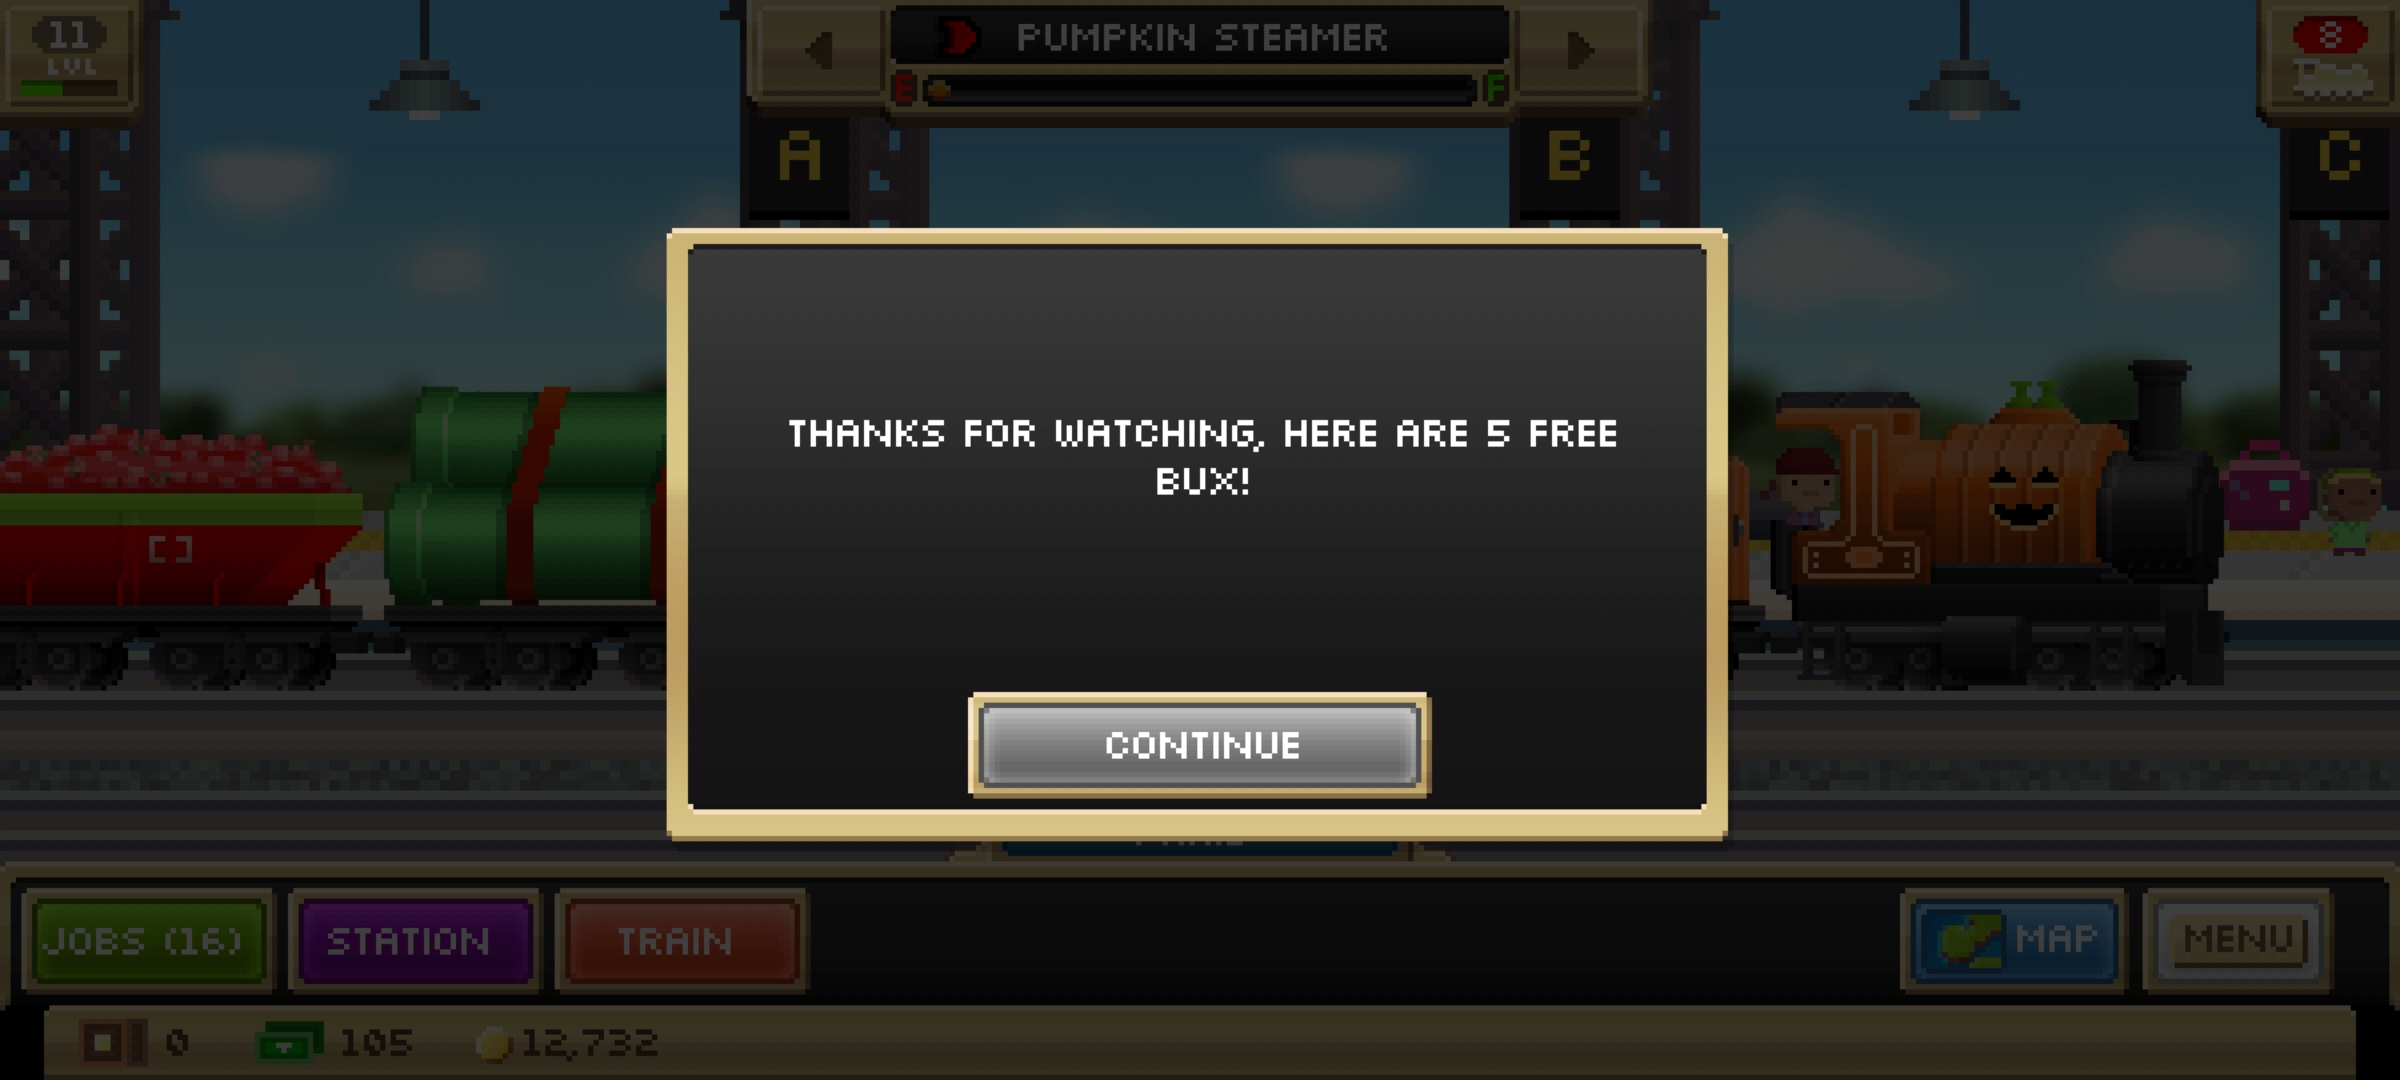 11
LVL
PUMPKIN STEAMER
E
F
8
A
B
C
THANKS FOR WATCHING, HERE ARE 5 FREE
BUX!
CONTINUE
JOBS (16)
STATION
TRAIN
MAP
MENU
0
105
12,732